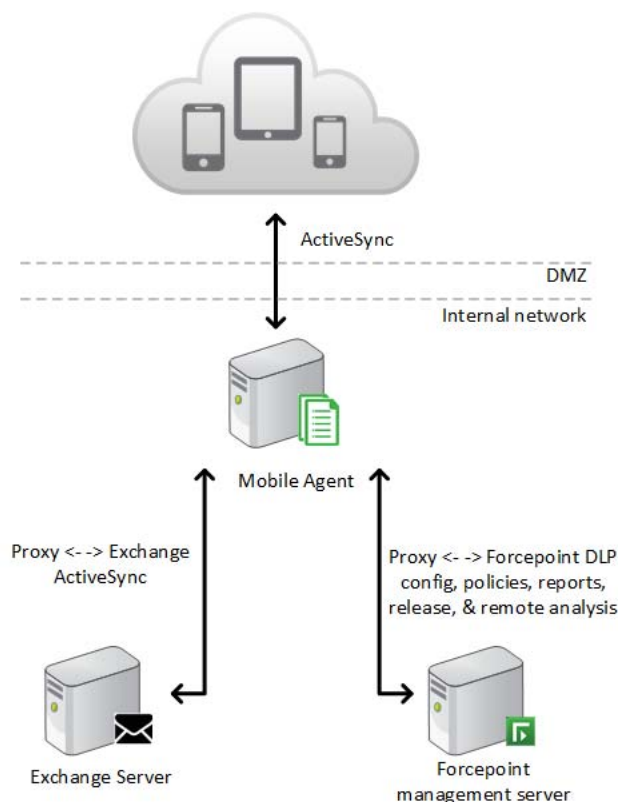 ActiveSync
DMZ
Internal network
Mobile Agent
Proxy <- -> Exchange
ActiveSync
Proxy <- -> Forcepoint DLP
config, policies, reports,
release, & remote analysis
Exchange Server
Forcepoint
management server